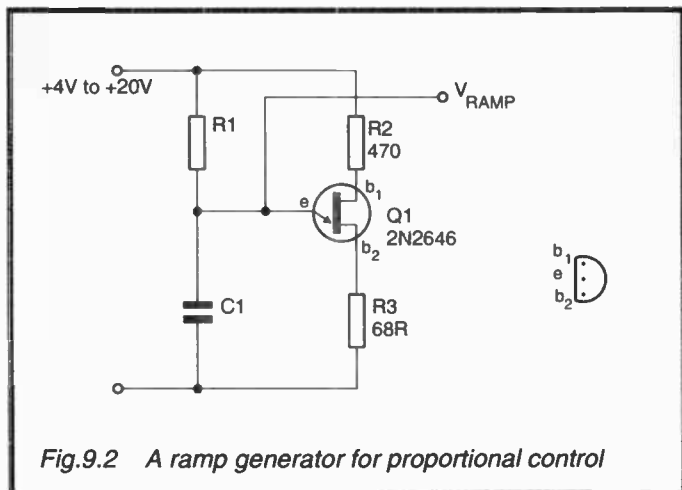 +4V to +20V
V RAMP
R1
R2
470
e
b1
Q1
2N2646
b2
b1
e
b2
C1
R3
68R
Fig.9.2 A ramp generator for proportional control